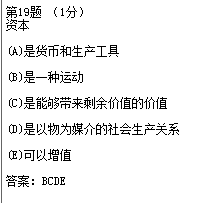 第19题 （1分）
资本
(A)是货币和生产工具
(B)是一种运动
(C)是能够带来剩余价值的价值
(D)是以物为媒介的社会生产关系
(E)可以增值
答案：BCDE